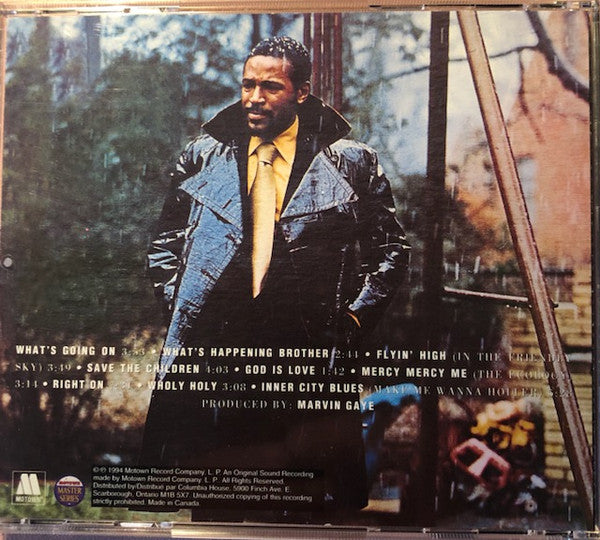 WHAT'S GOING ON 3:53 • WHAT'S HAPPENING BROTHER 2:44 • FLYIN' HIGH (IN THE FRIENDLY
SKY) 3:49 • SAVE THE CHILDREN 4:03 • GOD IS LOVE 1:42 • MERCY MERCY ME (THE ECOLOGY)
3:14 • RIGHT ON • WHOLY HOLY 3:08 • INNER CITY BLUES (MAKE ME WANNA HOLLER)
PRODUCED BY: MARVIN GAYE
© ℗ 1994 Motown Record Company, L. P. An Original Sound Recording
made by Motown Record Company, L. P. All Rights Reserved.
Distributed by/Distribué par Columbia House, 5900 Finch Ave. E.
Scarborough, Ontario M1B 5X7. Unauthorized copying of this recording
strictly prohibited. Made in Canada.
M
MOTOWN
MASTER
SERIES